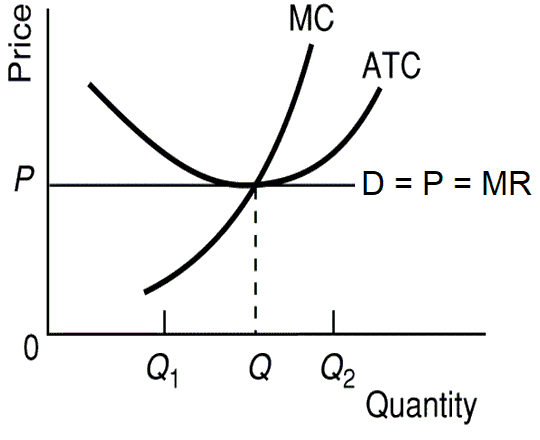 Price
MC
ATC
P
D = P = MR
0
Q1
Q
Q2
Quantity